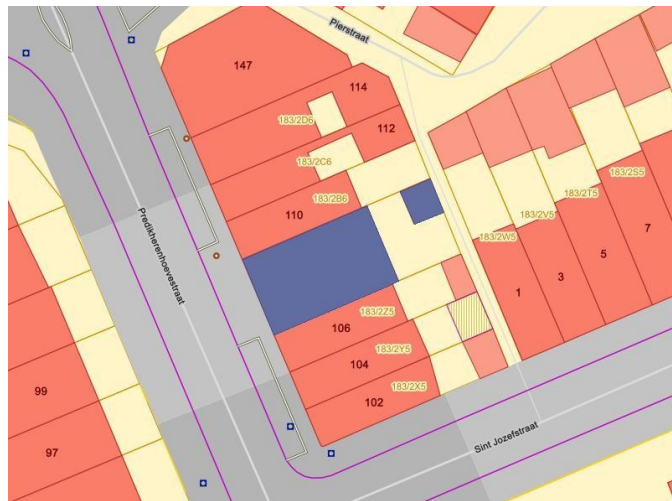 Pierstraat
147
114
183/2D6
112
183/2C6
183/2B6
110
183/2S5
183/2T5
183/2V5
183/2W5
7
5
3
1
Predikherenhoevestraat
183/2Z5
106
183/2Y5
104
183/2X5
102
99
97
Sint Jozefstraat